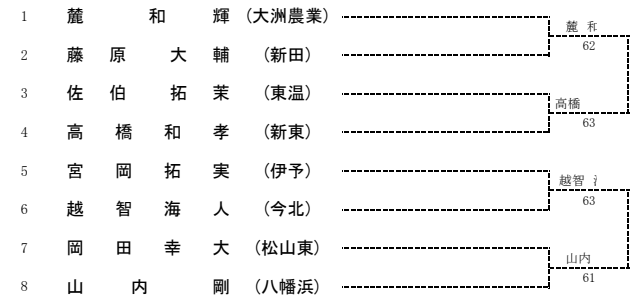 1 麓 和 輝 (大洲農業)
2 藤 原 大 輔 (新田)
3 佐 伯 拓 茉 (東温)
4 高 橋 和 孝 (新東)
5 宮 岡 拓 実 (伊予)
6 越 智 海 人 (今北)
7 岡 田 幸 大 (松山東)
8 山 内 剛 (八幡浜)
麓 和
62
高橋
63
越智
63
山内
61